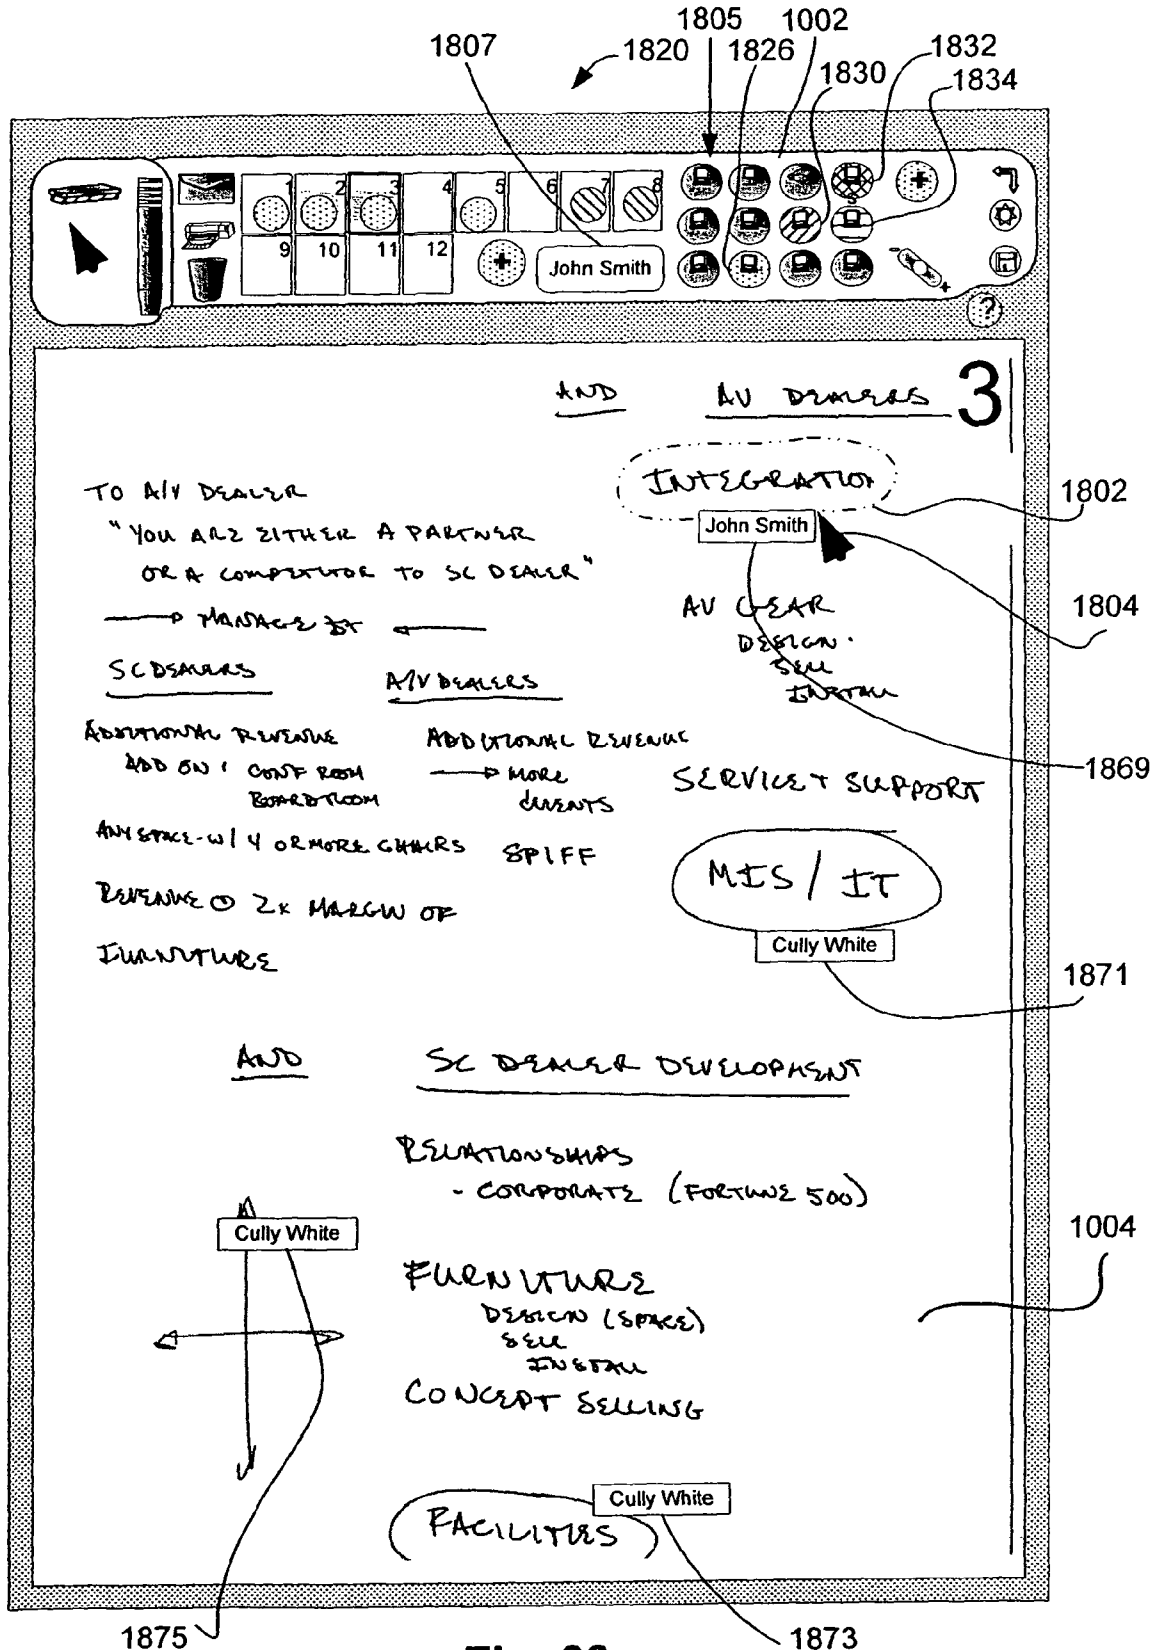 1805 1002
1807 1820 1826 1832
1830
1834
1 2 3 4 5 6 7 8
9 10 11 12
+ John Smith
S
+
- +
?
3
AND AV DEALERS
INTEGRATION
1802
John Smith
TO A/V DEALER
"YOU ARE EITHER A PARTNER
OR A COMPETITOR TO SC DEALER"
1804
MANAGE IT
AV GEAR
DESIGN
SELL
INSTALL
SC DEALERS A/V DEALERS
ADDITIONAL REVENUE ADDITIONAL REVENUE
ADD ON: CONF ROOM MORE
BOARDROOM CLIENTS
SERVICE + SUPPORT
1869
ANY SPACE - W/ 4 OR MORE CHAIRS SPIFF
MIS / IT
REVENUE @ 2x MARGIN OF
FURNITURE
Cully White
1871
AND SC DEALER DEVELOPMENT
RELATIONSHIPS
- CORPORATE (FORTUNE 500)
Cully White
1004
FURNITURE
DESIGN (SPACE)
SELL
INSTALL
CONCEPT SELLING
Cully White
FACILITIES
1875 1873